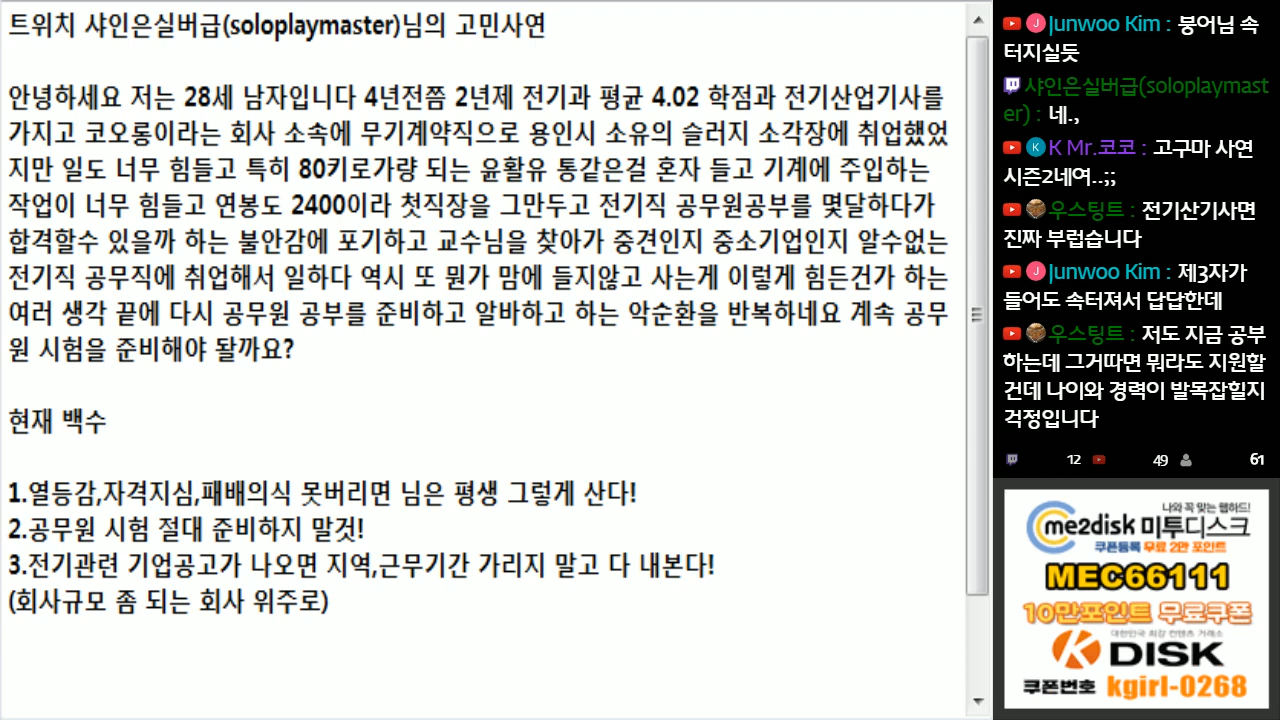 트위치 샤인은실버급(soloplaymaster)님의 고민사연
안녕하세요 저는 28세 남자입니다 4년전쯤 2년제 전기과 평균 4.02 학점과 전기산업기사를
가지고 코오롱이라는 회사 소속에 무기계약직으로 용인시 소유의 슬러지 소각장에 취업했었
지만 일도 너무 힘들고 특히 80키로가량 되는 윤활유 통같은걸 혼자 들고 기계에 주입하는
작업이 너무 힘들고 연봉도 2400이라 첫직장을 그만두고 전기직 공무원공부를 몇달하다가
합격할수 있을까 하는 불안감에 포기하고 교수님을 찾아가 중견인지 중소기업인지 알수없는
전기직 공무직에 취업해서 일하다 역시 또 뭔가 맘에 들지않고 사는게 이렇게 힘든건가 하는
여러 생각 끝에 다시 공무원 공부를 준비하고 알바하고 하는 악순환을 반복하네요 계속 공무
원 시험을 준비해야 돨까요?
현재 백수
1.열등감,자격지심,패배의식 못버리면 님은 평생 그렇게 산다!
2.공무원 시험 절대 준비하지 말것!
3.전기관련 기업공고가 나오면 지역,근무기간 가리지 말고 다 내본다!
(회사규모 좀 되는 회사 위주로)
J Junwoo Kim : 붕어님 속
터지실듯
샤인은실버급(soloplaymast
er) : 네.,
K K Mr.코코 : 고구마 사연
시즌2네여..;;
우스팅트 : 전기산기사면
진짜 부럽습니다
J Junwoo Kim : 제3자가
들어도 속터져서 답답한데
우스팅트 : 저도 지금 공부
하는데 그거따면 뭐라도 지원할
건데 나이와 경력이 발목잡힐지
걱정입니다
12 49 61
나와 꼭 맞는 웹하드!
me2disk 미투디스크
쿠폰등록 무료 2만 포인트
MEC66111
10만포인트 무료쿠폰
대한민국 최강 컨텐츠 거래소
K DISK
쿠폰번호 kgirl-0268